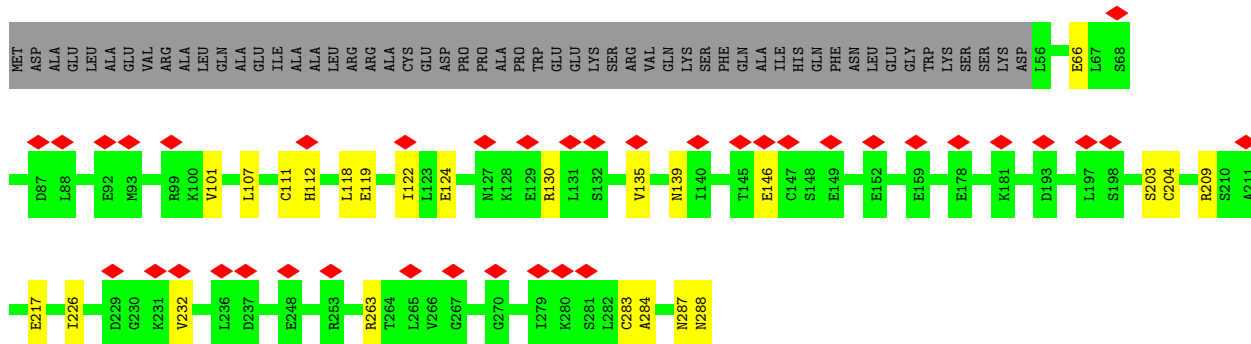 MET ASP ALA GLU LEU ALA GLU VAL ARG ALA LEU GLN ALA GLU ILE ALA ALA LEU ARG ARG ALA CYS GLU ASP PRO PRO ALA PRO TRP GLU GLU LYS SER ARG VAL GLN LYS SER PHE GLN ALA ILE HIS GLN PHE ASN LEU GLU GLY TRP LYS SER SER LYS ASP L56 E66 L67 S68
D87 L88 E92 M93 R99 K100 V101 L107 C111 H112 L118 E119 I122 L123 E124 N127 K128 E129 R130 L131 S132 V135 N139 I140 T145 E146 C147 S148 E149 E152 E159 E178 K181 D193 L197 S198 S203 C204 R209 S210 A211
E217 I226 D229 G230 K231 V232 L236 D237 E248 R253 R263 T264 L265 V266 G267 G270 I279 K280 S281 L282 C283 A284 N287 N288